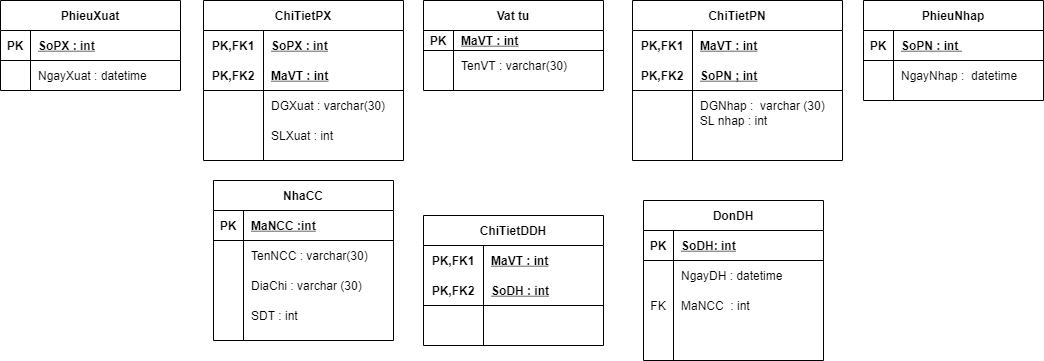 PhieuXuat
PK SoPX : int
NgayXuat : datetime
ChiTietPX
PK,FK1 SoPX : int
PK,FK2 MaVT : int
DGXuat : varchar(30)
SLXuat : int
Vat tu
PK MaVT : int
TenVT : varchar(30)
ChiTietPN
PK,FK1 MaVT : int
PK,FK2 SoPN ; int
DGNhap : varchar (30)
SL nhap : int
PhieuNhap
PK SoPN : int
NgayNhap : datetime
NhaCC
PK MaNCC :int
TenNCC : varchar(30)
DiaChi : varchar (30)
SDT : int
ChiTietDDH
PK,FK1 MaVT : int
PK,FK2 SoDH : int
DonDH
PK SoDH: int
NgayDH : datetime
FK MaNCC : int